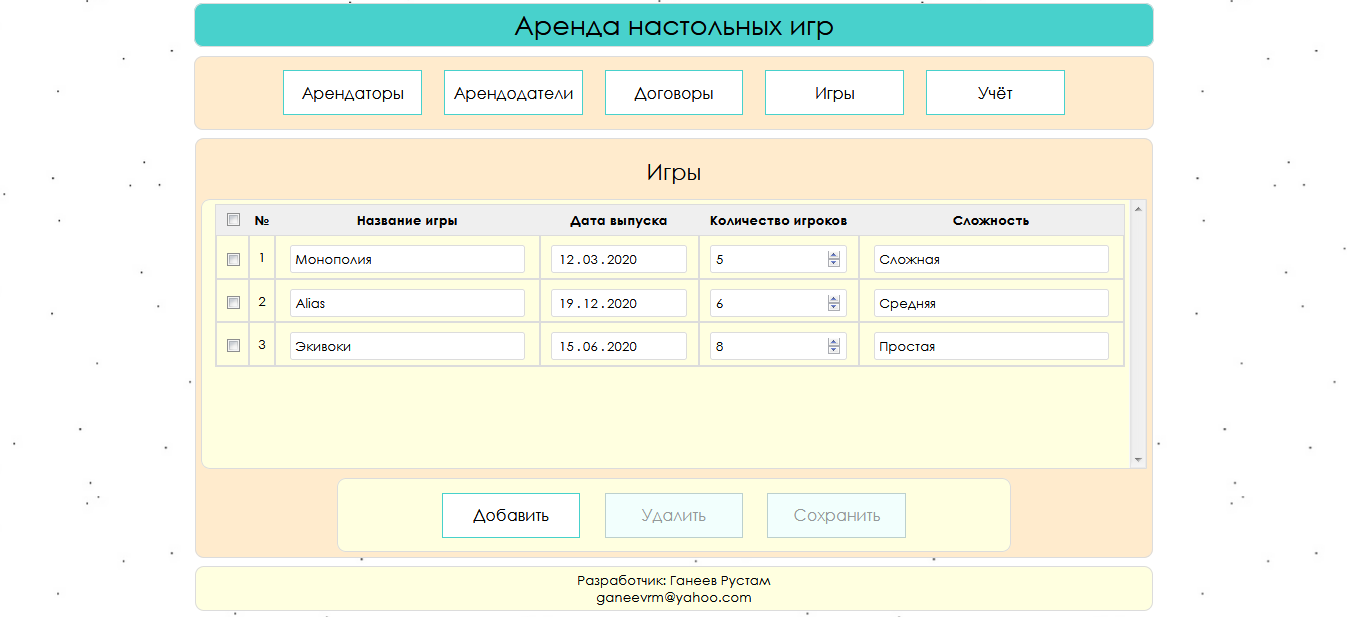 Аренда настольных игр
Арендаторы Арендодатели Договоры Игры Учёт
Игры
№ Название игры Дата выпуска Количество игроков Сложность
1 Монополия 12.03.2020 5 Сложная
2 Alias 19.12.2020 6 Средняя
3 Экивоки 15.06.2020 8 Простая
Добавить Удалить Сохранить
Разработчик: Ганеев Рустам
ganeevrm@yahoo.com